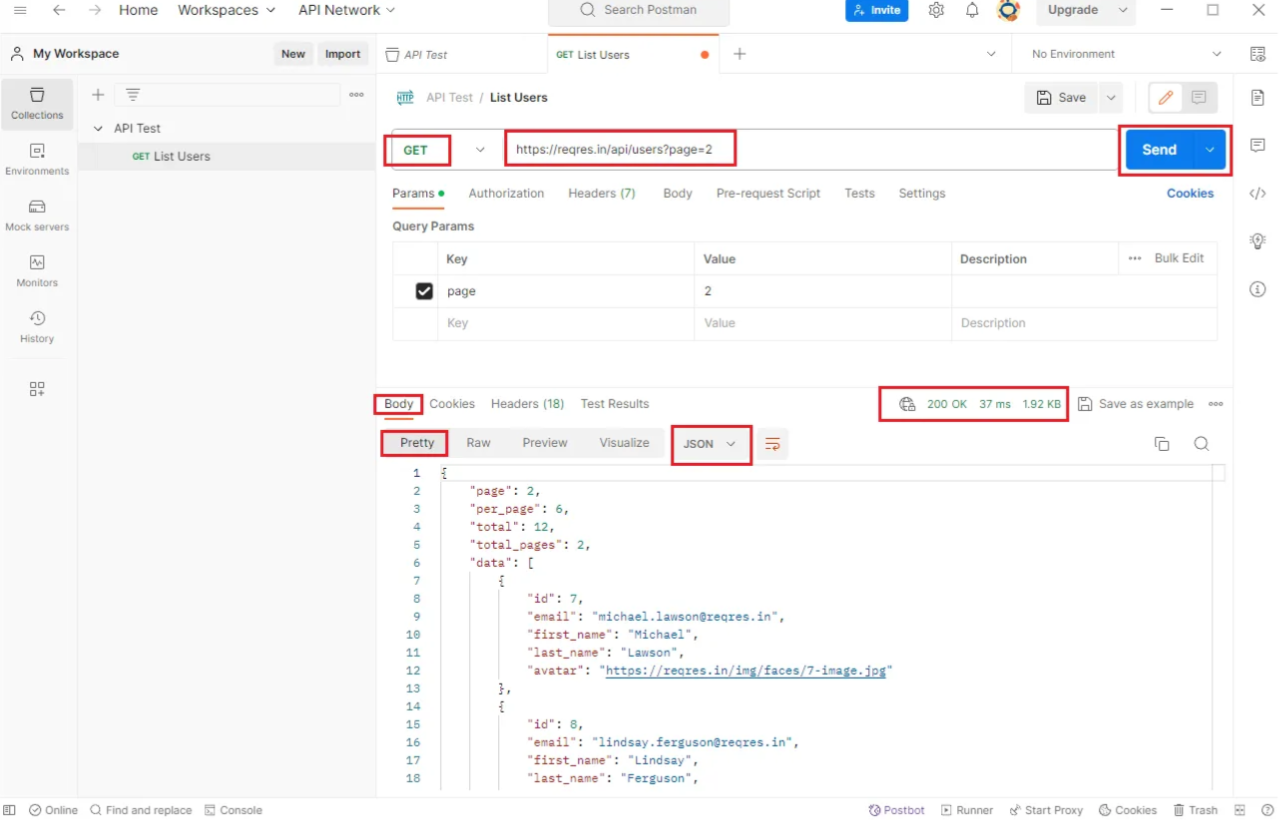 Home Workspaces API Network Search Postman Invite Upgrade
My Workspace New Import API Test GET List Users No Environment
Collections
API Test
GET List Users
Environments
Mock servers
Monitors
History
HTTP API Test / List Users Save
GET https://reqres.in/api/users?page=2 Send
Params Authorization Headers (7) Body Pre-request Script Tests Settings Cookies
Query Params
Key Value Description Bulk Edit
page 2
Key Value Description
Body Cookies Headers (18) Test Results 200 OK 37 ms 1.92 KB Save as example
Pretty Raw Preview Visualize JSON
1 {
2 "page": 2,
3 "per_page": 6,
4 "total": 12,
5 "total_pages": 2,
6 "data": [
7 {
8 "id": 7,
9 "email": "michael.lawson@reqres.in",
10 "first_name": "Michael",
11 "last_name": "Lawson",
12 "avatar": "https://reqres.in/img/faces/7-image.jpg"
13 },
14 {
15 "id": 8,
16 "email": "lindsay.ferguson@reqres.in",
17 "first_name": "Lindsay",
18 "last_name": "Ferguson",
Online Find and replace Console Postbot Runner Start Proxy Cookies Trash